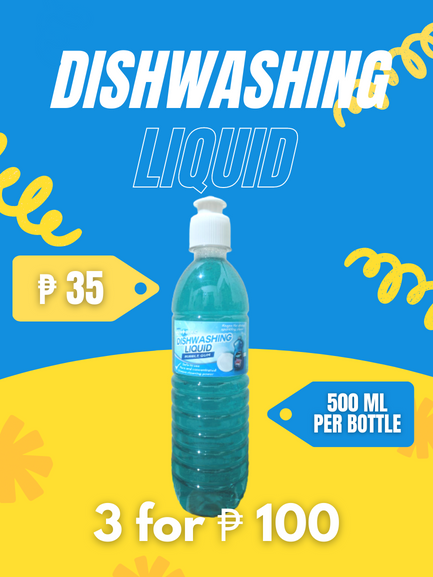 DISHWASHING
LIQUID
₱ 35
DISHWASHING
LIQUID
500 ML
PER BOTTLE
3 for ₱ 100